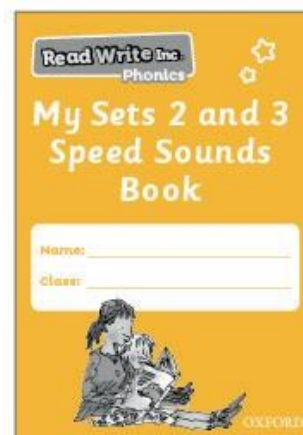 Read Write Inc.
Phonics
My Sets 2 and 3
Speed Sounds
Book
Name:
Class:
OXFORD